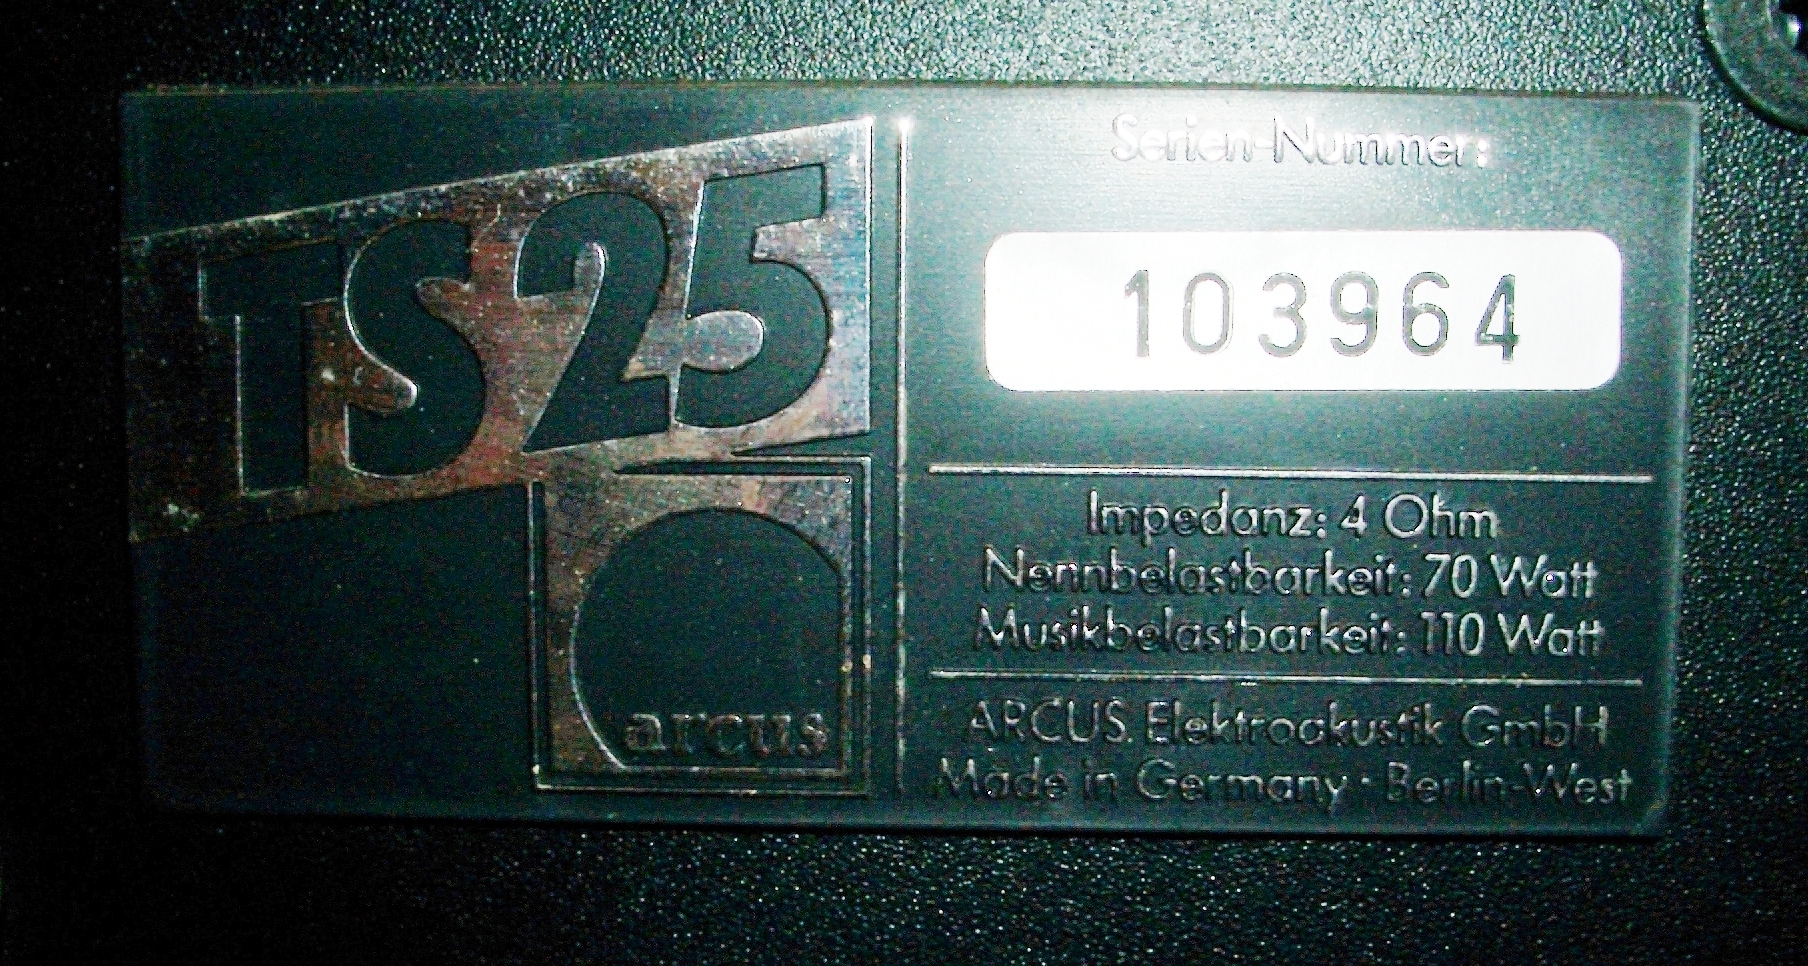 TS25
arcus
Serien-Nummer:
103964
Impedanz: 4 Ohm
Nennbelastbarkeit: 70 Watt
Musikbelastbarkeit: 110 Watt
ARCUS Elektroakustik GmbH
Made in Germany · Berlin-West